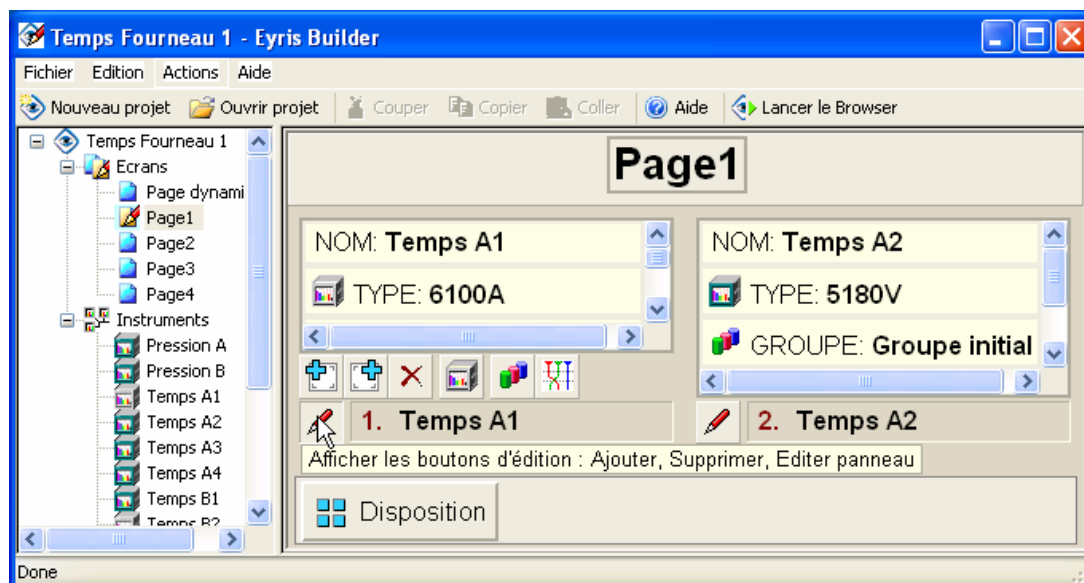 Temps Fourneau 1 - Eyris Builder
Fichier Edition Actions Aide
Nouveau projet Ouvrir projet Couper Copier Coller Aide Lancer le Browser
Temps Fourneau 1
Ecrans
Page dynami
Page1
Page2
Page3
Page4
Instruments
Pression A
Pression B
Temps A1
Temps A2
Temps A3
Temps A4
Temps B1
Temps B2
Page1
NOM: Temps A1
TYPE: 6100A
1. Temps A1
NOM: Temps A2
TYPE: 5180V
GROUPE: Groupe initial
2. Temps A2
Afficher les boutons d'édition : Ajouter, Supprimer, Editer panneau
Disposition
Done